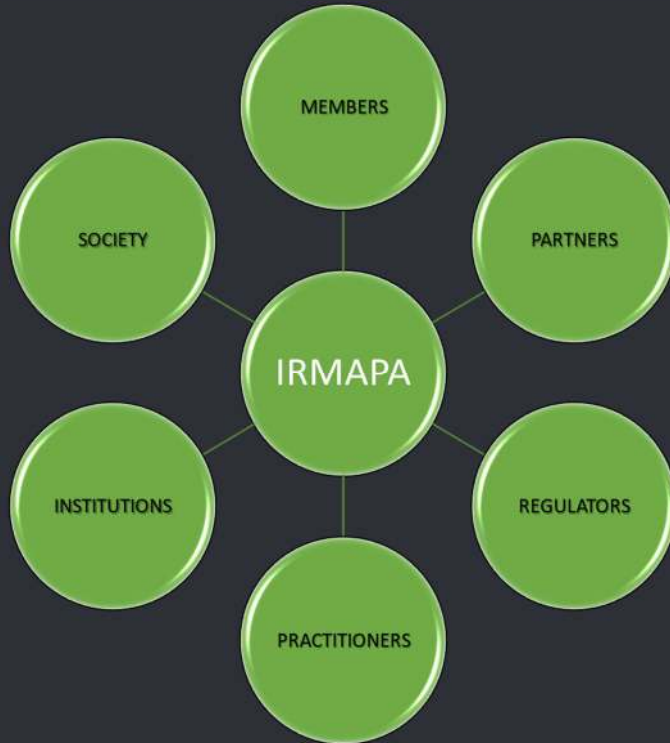 MEMBERS
SOCIETY
PARTNERS
IRMAPA
INSTITUTIONS
REGULATORS
PRACTITIONERS